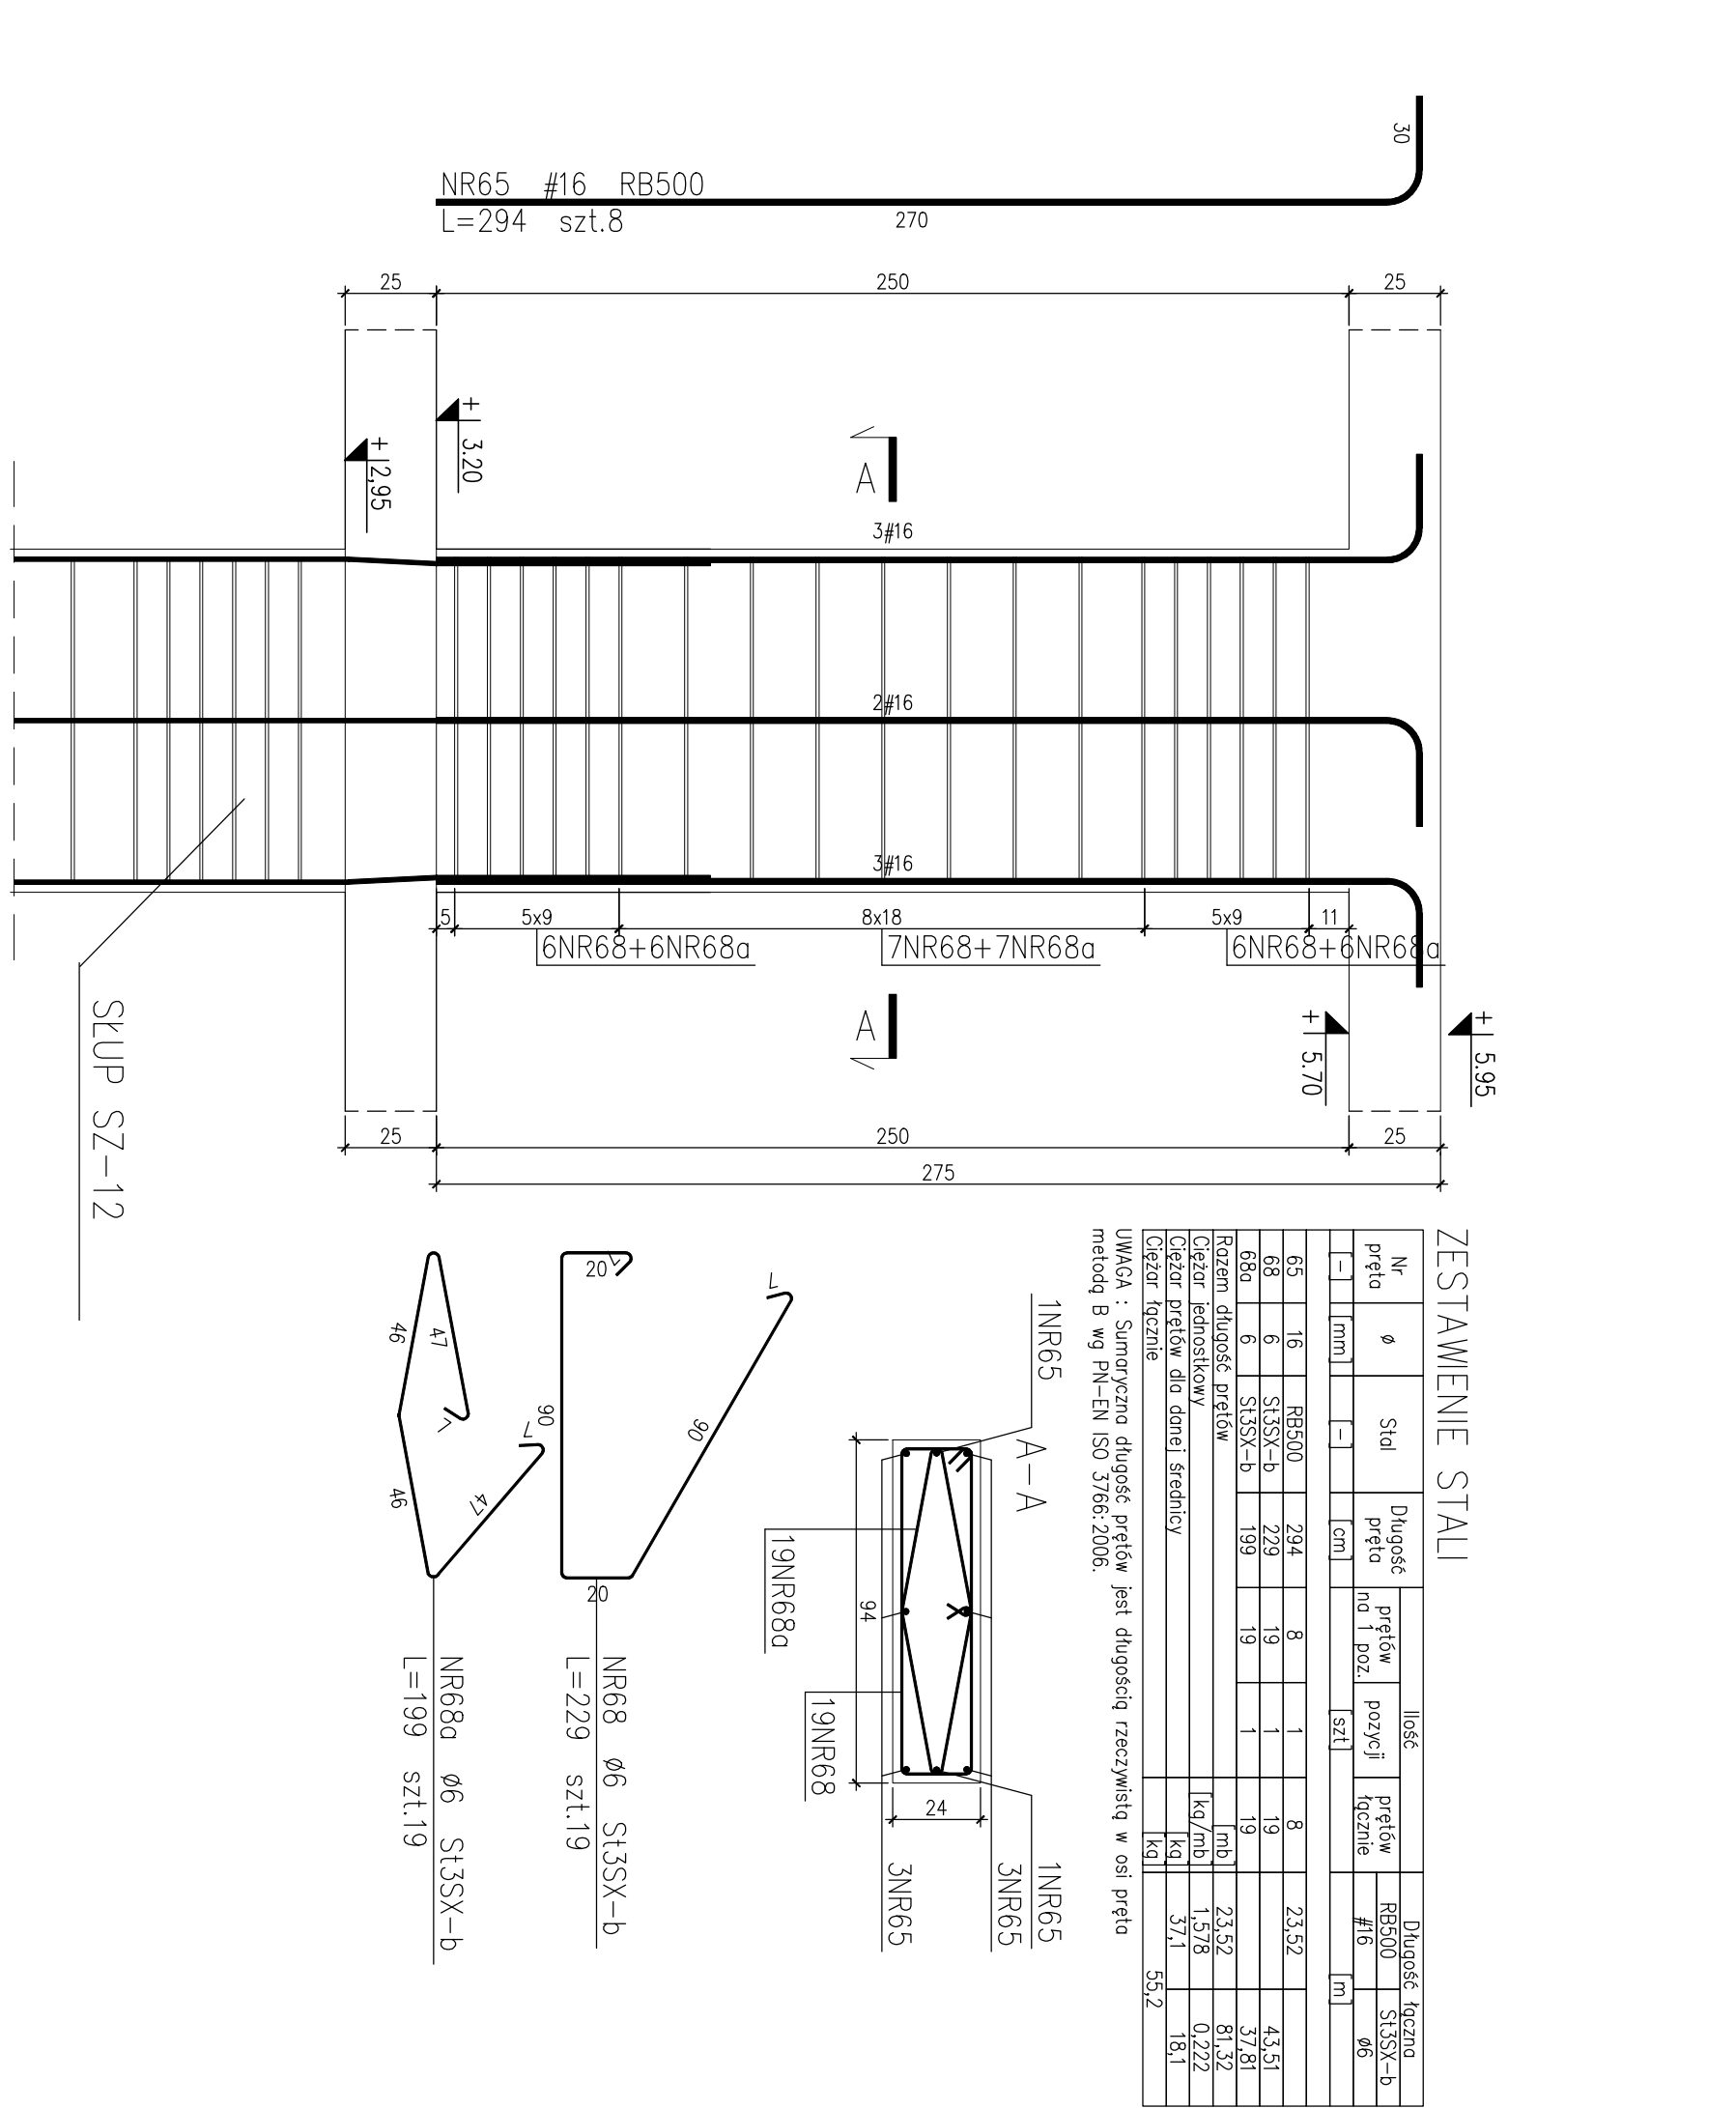 30
NR65 #16 RB500
L=294 szt.8
270
25
250
25
+ 3.20
+ 2,95
A
3#16
2#16
3#16
5
5x9
8x18
5x9
11
6NR68+6NR68a
7NR68+7NR68a
6NR68+6NR68a
A
+ 5.70
+ 5.95
25
250
25
275
SŁUP SZ-12
ZESTAWIENIE STALI
Nr pręta ø Stal Długość pręta Ilość Długość łączna
prętów na 1 poz. pozycji prętów łącznie RB500 St3SX-b
#16 ø6
[-] [mm] [-] [cm] [szt] [m]
65 16 RB500 294 8 1 8 23,52
68 6 St3SX-b 229 19 1 19 43,51
68a 6 St3SX-b 199 19 1 19 37,81
Razem długość prętów [mb] 23,52 81,32
Ciężar jednostkowy [kg/mb] 1,578 0,222
Ciężar prętów dla danej średnicy [kg] 37,1 18,1
Ciężar łącznie [kg] 55,2
UWAGA : Sumaryczna długość prętów jest długością rzeczywistą w osi pręta
metodą B wg PN-EN ISO 3766:2006.
A-A
1NR65
1NR65
3NR65
3NR65
19NR68a
19NR68
94
24
7
20
7
90
90
20
NR68 ø6 St3SX-b
L=229 szt.19
46
47
7
7
47
46
NR68a ø6 St3SX-b
L=199 szt.19